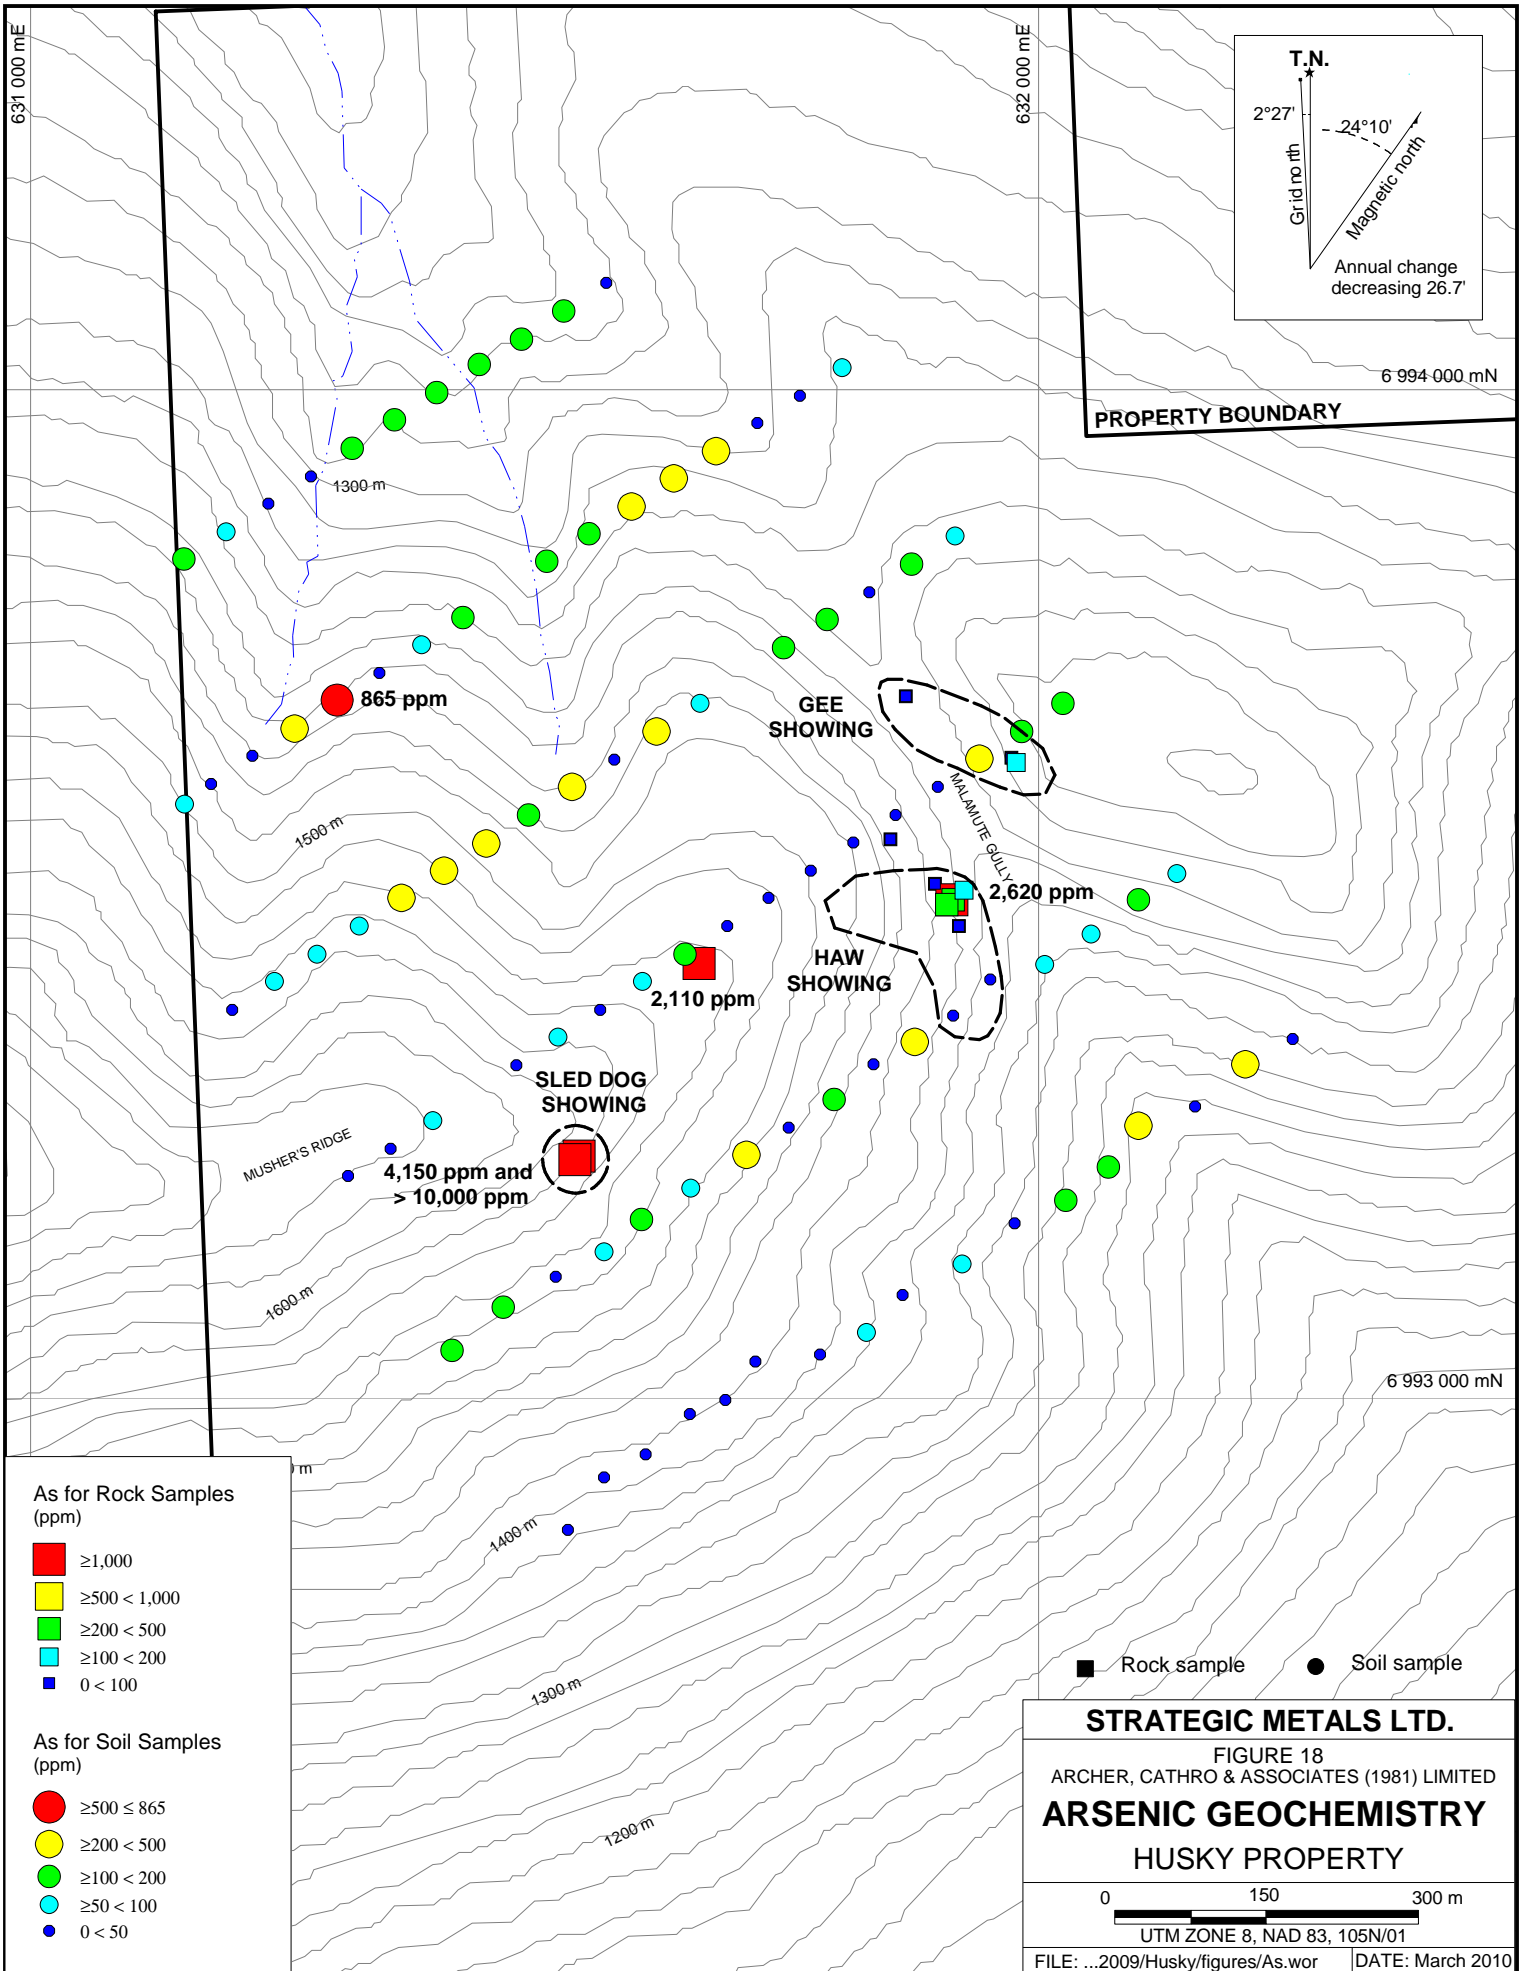 631 000 mE
632 000 mE
T.N.
2°27'
24°10'
Grid north
Magnetic north
Annual change
decreasing 26.7'
6 994 000 mN
PROPERTY BOUNDARY
1300 m
865 ppm
GEE
SHOWING
MALAMUTE GULLY
1500 m
2,620 ppm
HAW
SHOWING
2,110 ppm
SLED DOG
SHOWING
MUSHER'S RIDGE
4,150 ppm and
> 10,000 ppm
1600 m
6 993 000 mN
m
1400 m
1300 m
1200 m
As for Rock Samples
(ppm)
≥1,000
≥500 < 1,000
≥200 < 500
≥100 < 200
0 < 100
As for Soil Samples
(ppm)
≥500 ≤ 865
≥200 < 500
≥100 < 200
≥50 < 100
0 < 50
Rock sample
Soil sample
STRATEGIC METALS LTD.
FIGURE 18
ARCHER, CATHRO & ASSOCIATES (1981) LIMITED
ARSENIC GEOCHEMISTRY
HUSKY PROPERTY
0 150 300 m
UTM ZONE 8, NAD 83, 105N/01
FILE: ...2009/Husky/figures/As.wor
DATE: March 2010